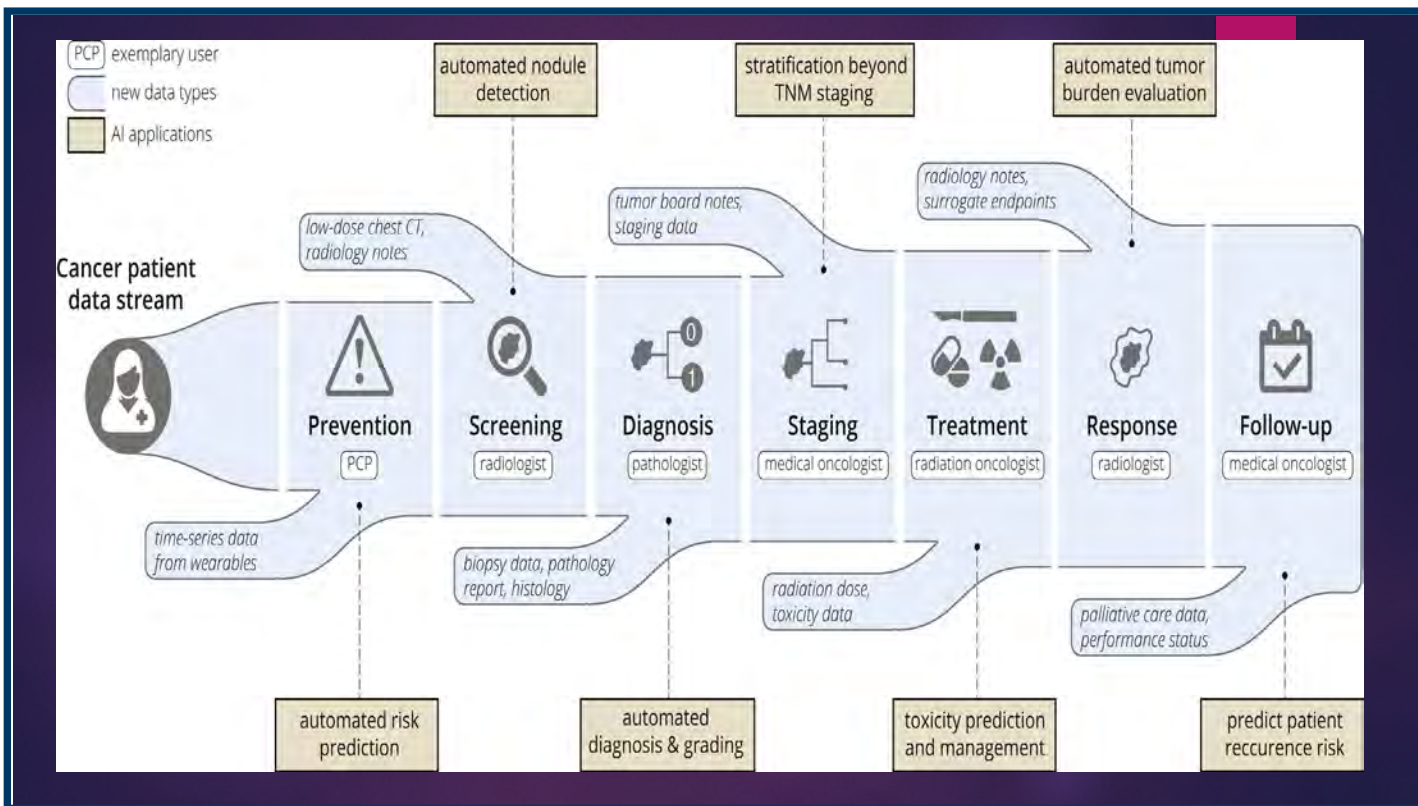 PCP exemplary user
new data types
AI applications
automated nodule
detection
stratification beyond
TNM staging
automated tumor
burden evaluation
low-dose chest CT,
radiology notes
tumor board notes,
staging data
radiology notes,
surrogate endpoints
Cancer patient
data stream
0
1
Prevention
PCP
Screening
radiologist
Diagnosis
pathologist
Staging
medical oncologist
Treatment
radiation oncologist
Response
radiologist
Follow-up
medical oncologist
time-series data
from wearables
biopsy data, pathology
report, histology
radiation dose,
toxicity data
palliative care data,
performance status
automated risk
prediction
automated
diagnosis & grading
toxicity prediction
and management
predict patient
reccurence risk